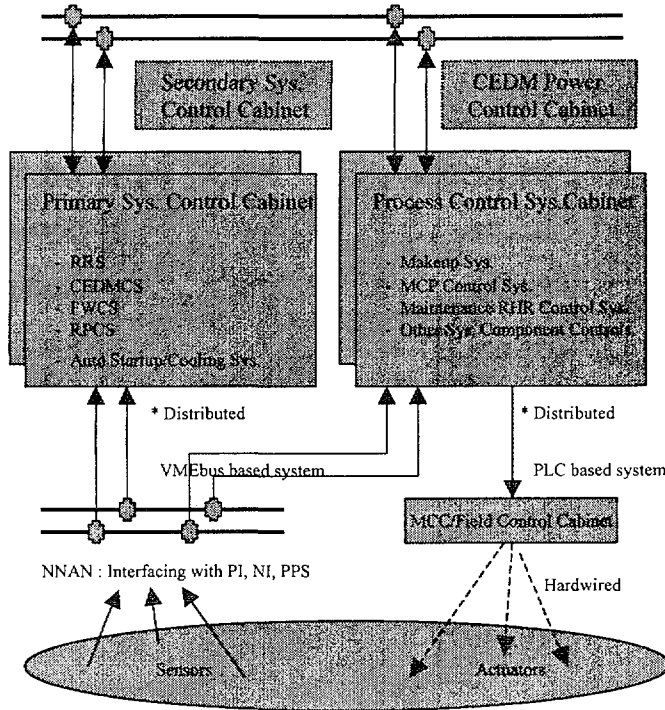 Secondary Sys.
Control Cabinet
CEDM Power
Control Cabinet
Primary Sys. Control Cabinet
- RRS
- CEDMCS
- FWCS
- RPCS
- Auto Startup/Cooling Sys.
Process Control Sys.Cabinet
- Makeup Sys.
- MCP Control Sys.
- Maintenance RHR Control Sys.
- Other Sys. Component Controls
* Distributed
VMEbus based system
* Distributed
PLC based system
MCC/Field Control Cabinet
NNAN : Interfacing with PI, NI, PPS
Hardwired
Sensors
Actuators